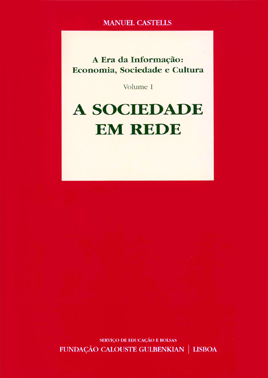 MANUEL CASTELLS
A Era da Informação:
Economia, Sociedade e Cultura
Volume I
A SOCIEDADE
EM REDE
SERVIÇO DE EDUCAÇÃO E BOLSAS
FUNDAÇÃO CALOUSTE GULBENKIAN | LISBOA